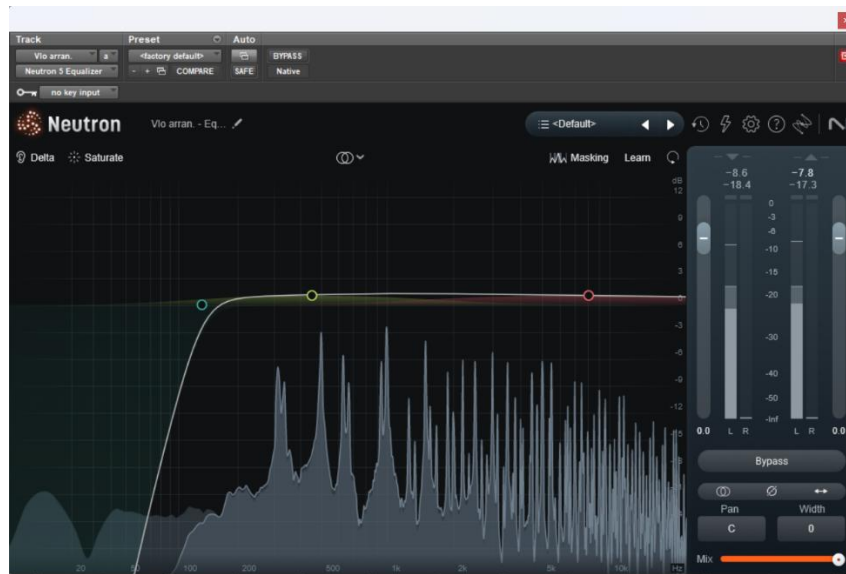 Track Preset Auto
Vlo arran. a <factory default> BYPASS
Neutron 5 Equalizer - + COMPARE SAFE Native
no key input
Neutron Vlo arran. - Eq... <Default>
Delta Saturate Masking Learn
dB
12
9
6
3
0
-3
-6
-9
-12
-8.6 -7.8
-18.4 -17.3
0
-3
-6
-10
-15
-20
-30
-40
-50
-Inf
0.0 L R L R 0.0
Bypass
Pan Width
C 0
Mix
20 50 100 200 500 1k 2k 5k 10k Hz